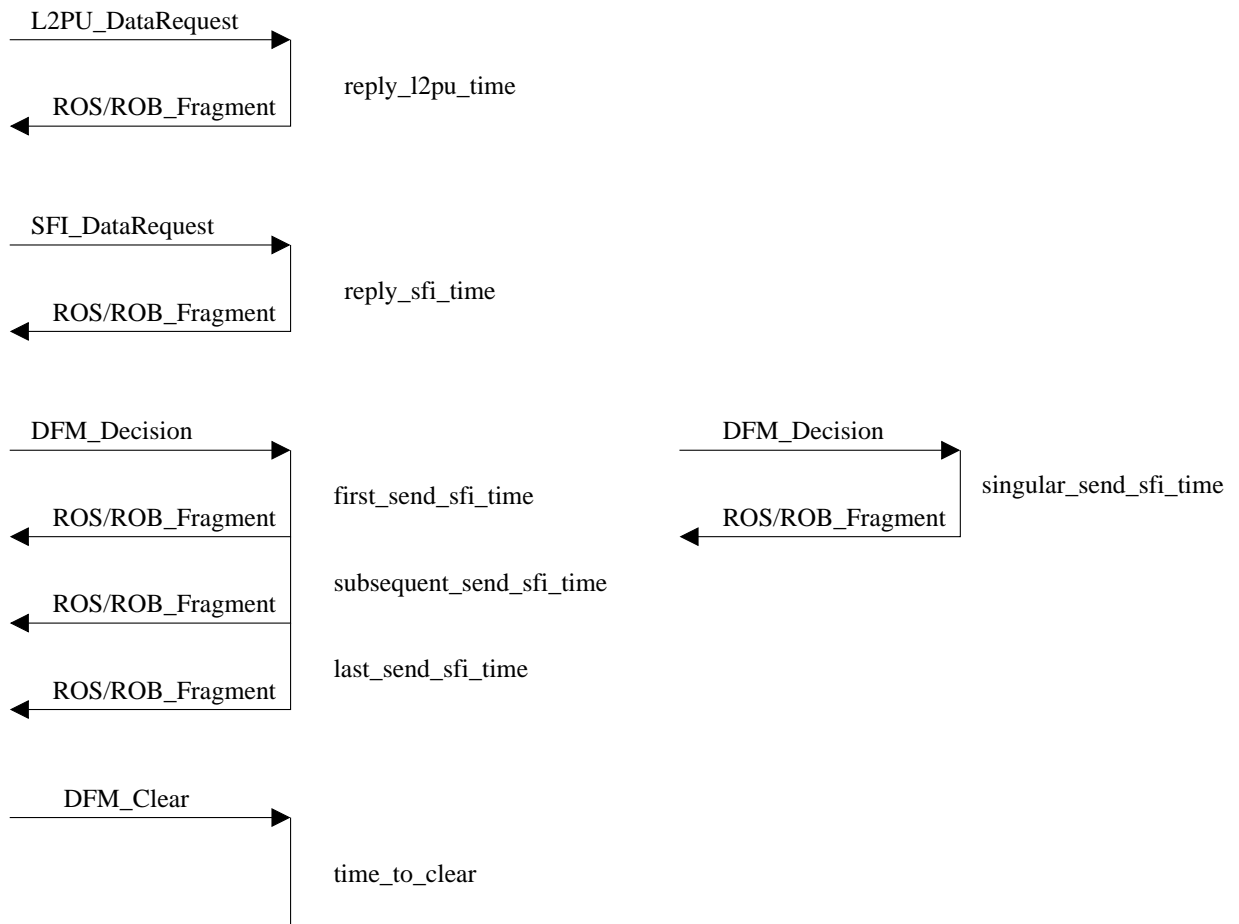 L2PU_DataRequest
reply_l2pu_time
ROS/ROB_Fragment
SFI_DataRequest
reply_sfi_time
ROS/ROB_Fragment
DFM_Decision
first_send_sfi_time
ROS/ROB_Fragment
subsequent_send_sfi_time
ROS/ROB_Fragment
last_send_sfi_time
ROS/ROB_Fragment
DFM_Decision
singular_send_sfi_time
ROS/ROB_Fragment
DFM_Clear
time_to_clear